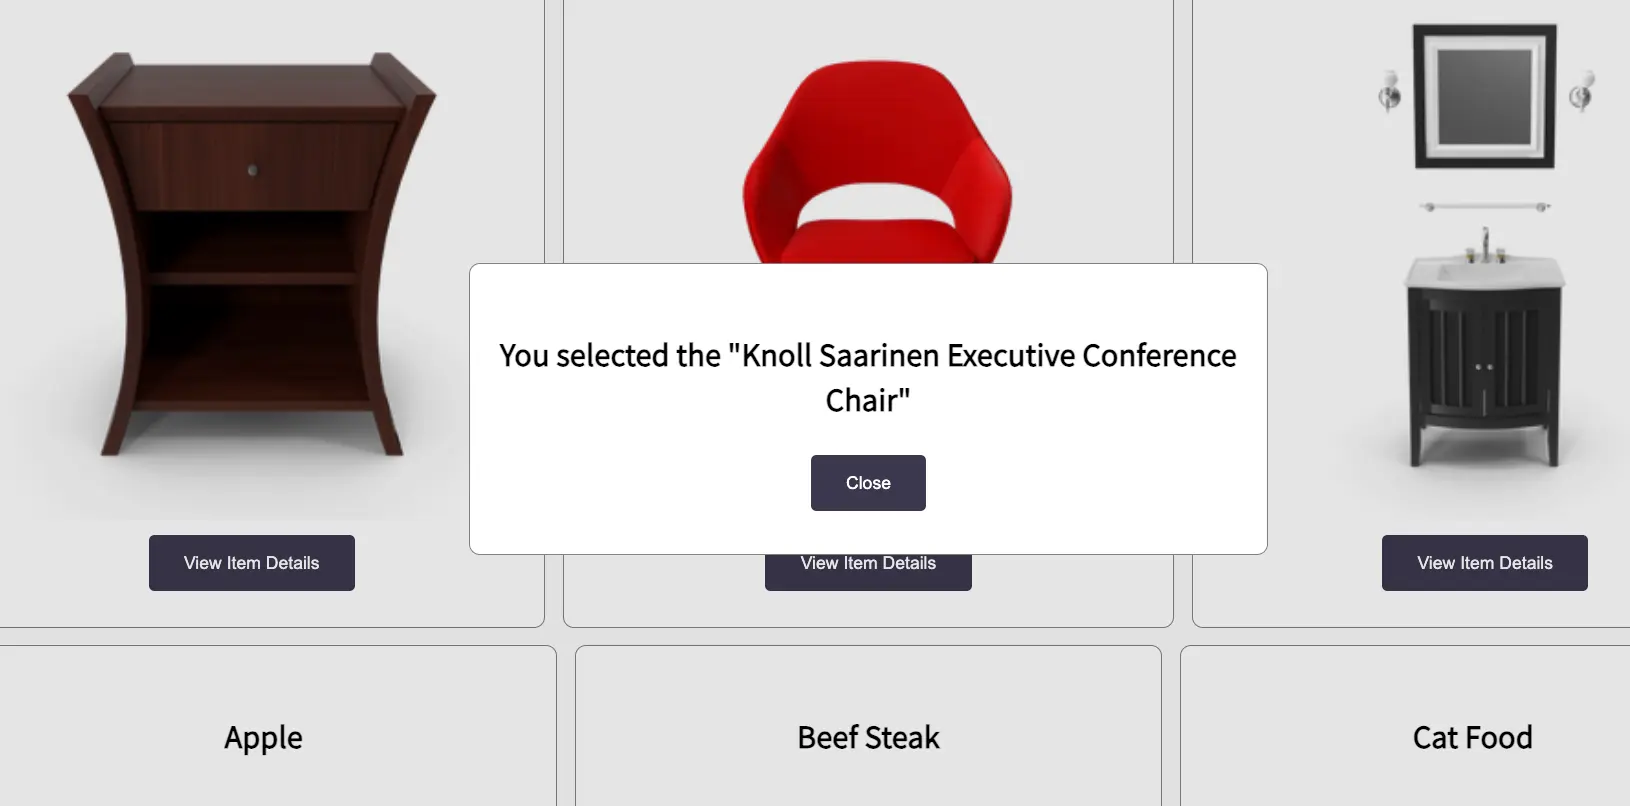 You selected the "Knoll Saarinen Executive Conference
Chair"
Close
View Item Details
View Item Details
View Item Details
Apple
Beef Steak
Cat Food